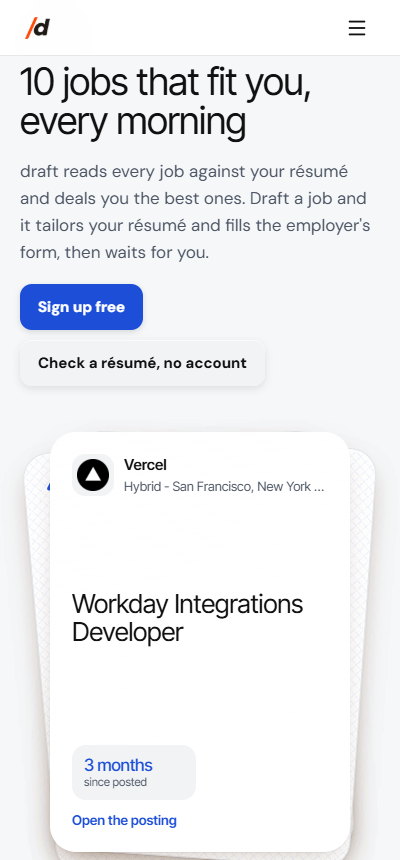 /d
10 jobs that fit you,
every morning
draft reads every job against your résumé
and deals you the best ones. Draft a job and
it tailors your résumé and fills the employer's
form, then waits for you.
Sign up free
Check a résumé, no account
Vercel
Hybrid - San Francisco, New York ...
Workday Integrations
Developer
3 months
since posted
Open the posting